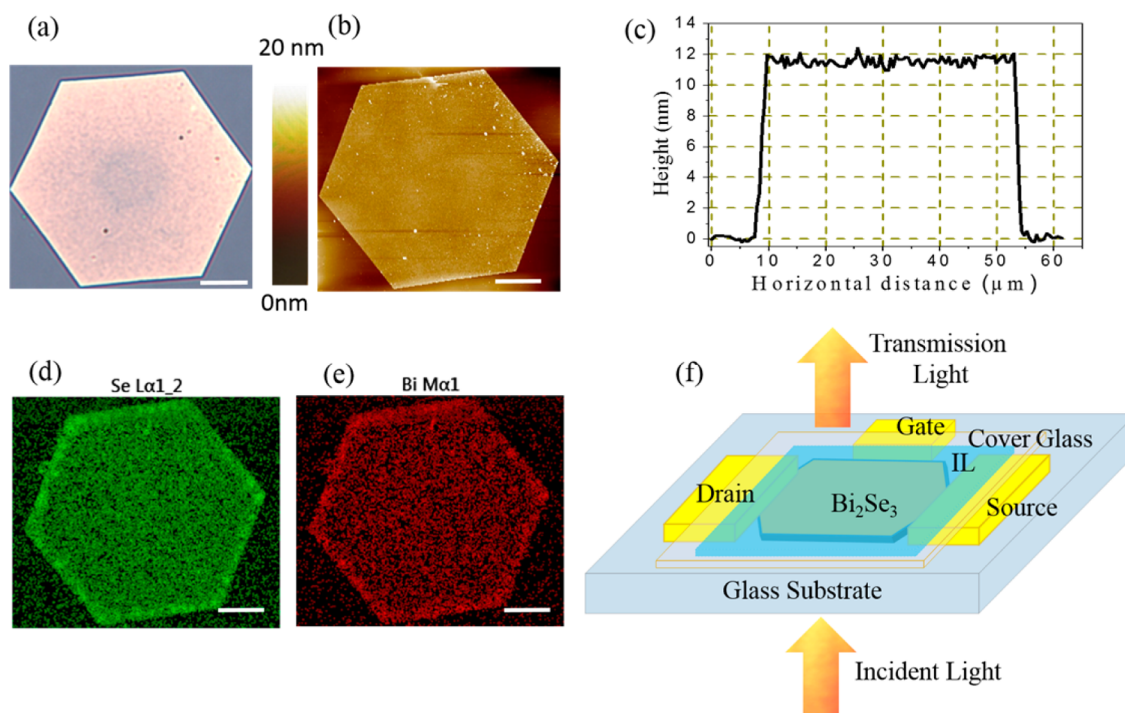 (a)
20 nm
0nm
(b)
(c)
Height (nm)
14
12
10
8
6
4
2
0
0 10 20 30 40 50 60
Horizontal distance (μm)
(d)
Se Lα1_2
(e)
Bi Mα1
(f)
Transmission
Light
Gate
Cover Glass
IL
Drain
Bi₂Se₃
Source
Glass Substrate
Incident Light